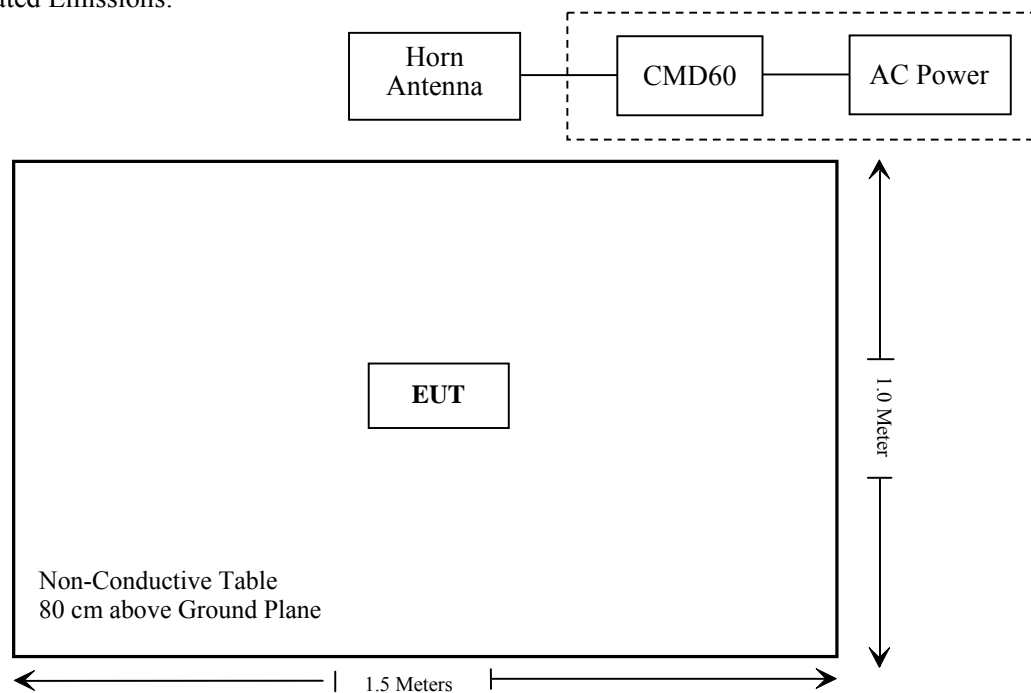 Emissions:
Horn
Antenna
CMD60
AC Power
EUT
1.0 Meter
Non-Conductive Table
80 cm above Ground Plane
1.5 Meters